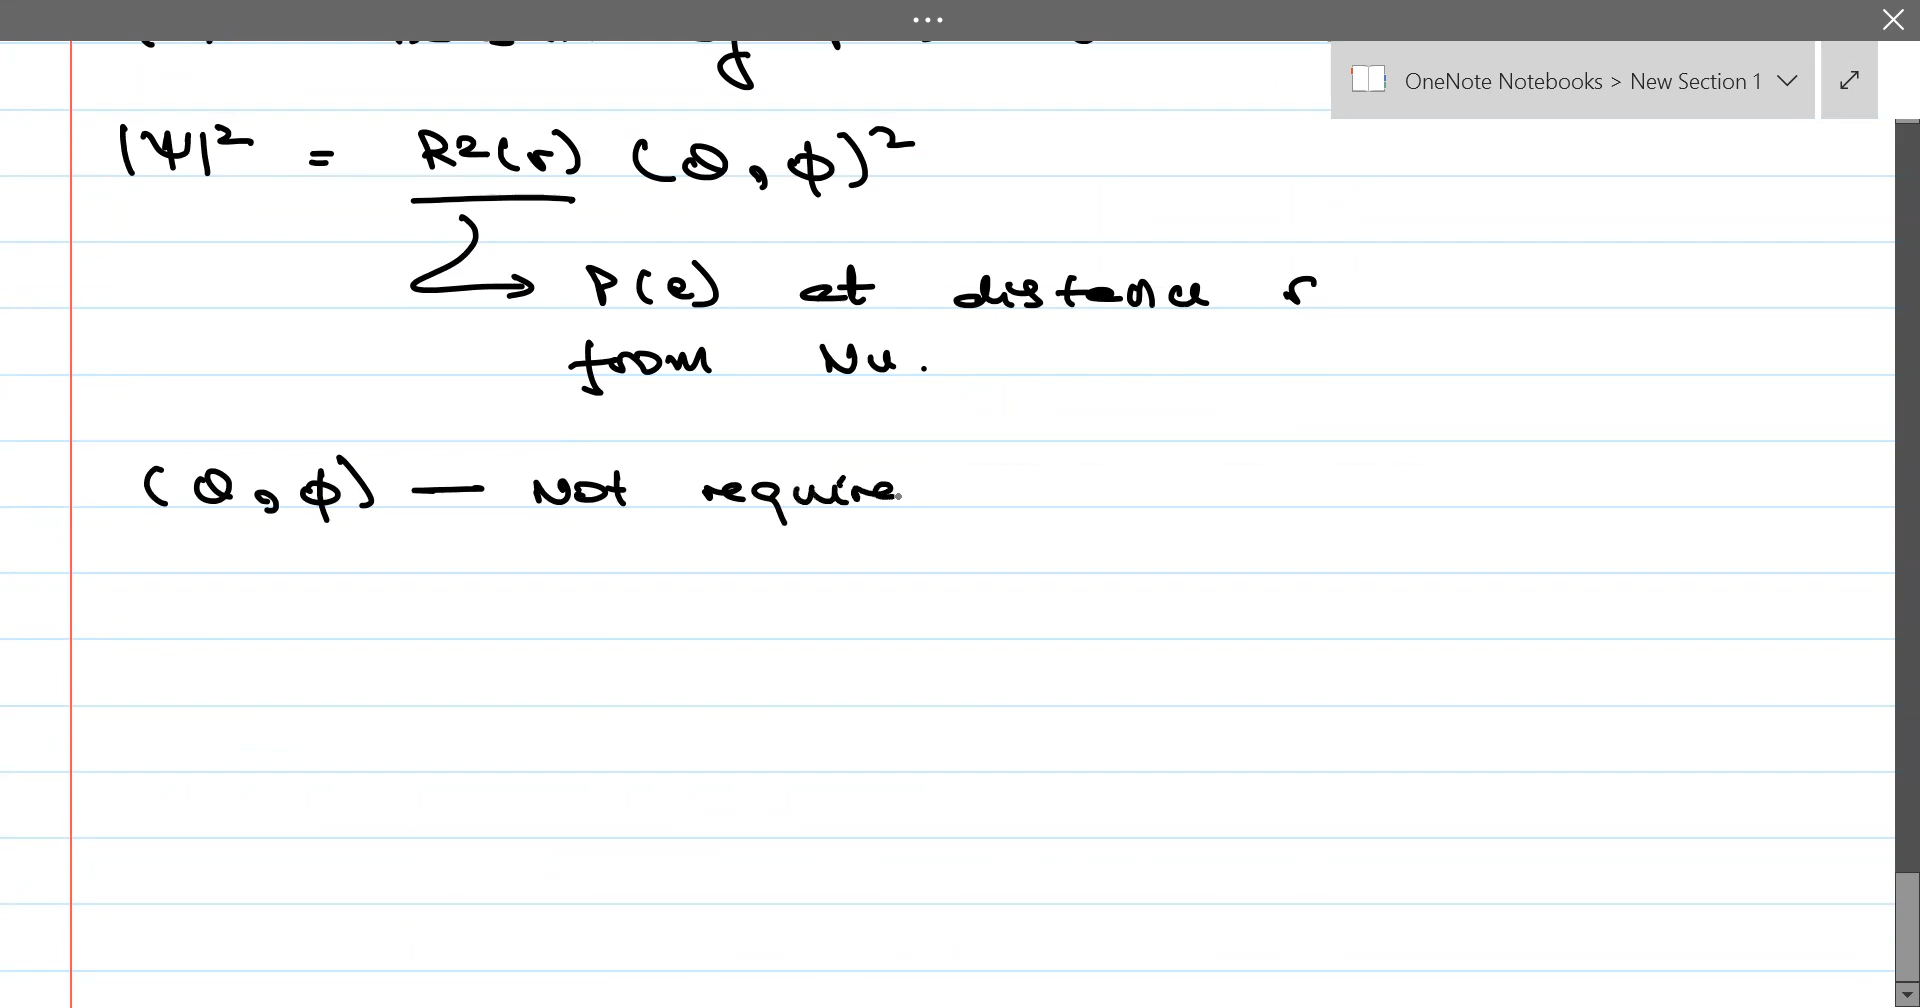 OneNote Notebooks > New Section 1
|Ψ|² = R²(r) (θ, φ)²
P(e) at distance r
from Nu.
(θ, φ) — Not require